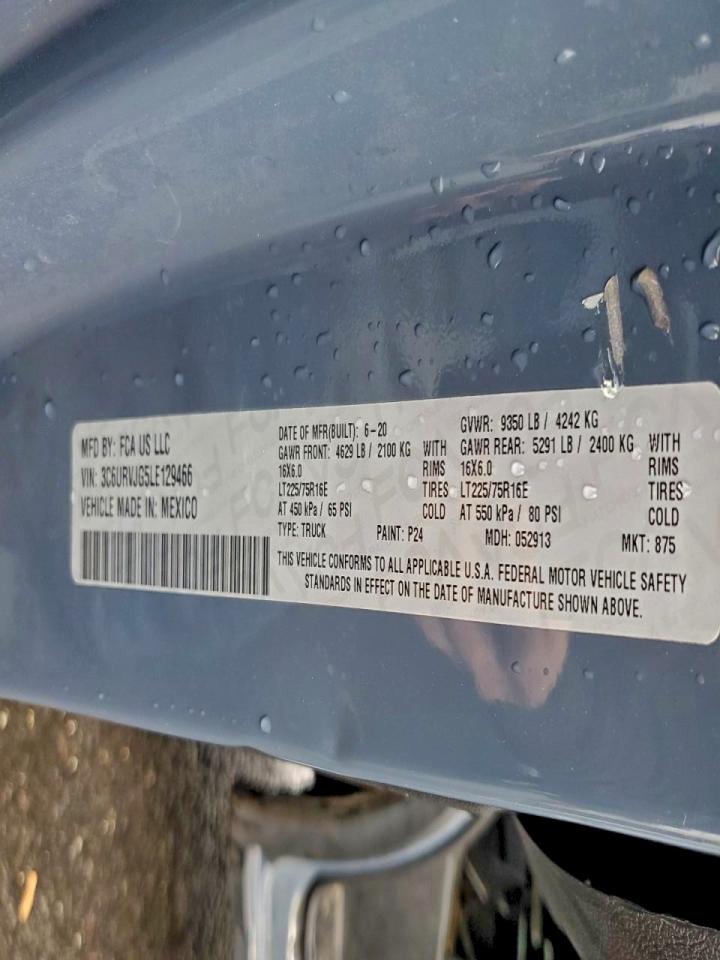 MFD BY: FCA US LLC
VIN: 3C6URVJG5LE129466
VEHICLE MADE IN: MEXICO
DATE OF MFR(BUILT): 6-20 GVWR: 9350 LB / 4242 KG
GAWR FRONT: 4629 LB / 2100 KG WITH GAWR REAR: 5291 LB / 2400 KG WITH
16X6.0 RIMS 16X6.0 RIMS
LT225/75R16E TIRES LT225/75R16E TIRES
AT 450 kPa / 65 PSI COLD AT 550 kPa / 80 PSI COLD
TYPE: TRUCK PAINT: P24 MDH: 052913 MKT: 875
THIS VEHICLE CONFORMS TO ALL APPLICABLE U.S.A. FEDERAL MOTOR VEHICLE SAFETY
STANDARDS IN EFFECT ON THE DATE OF MANUFACTURE SHOWN ABOVE.